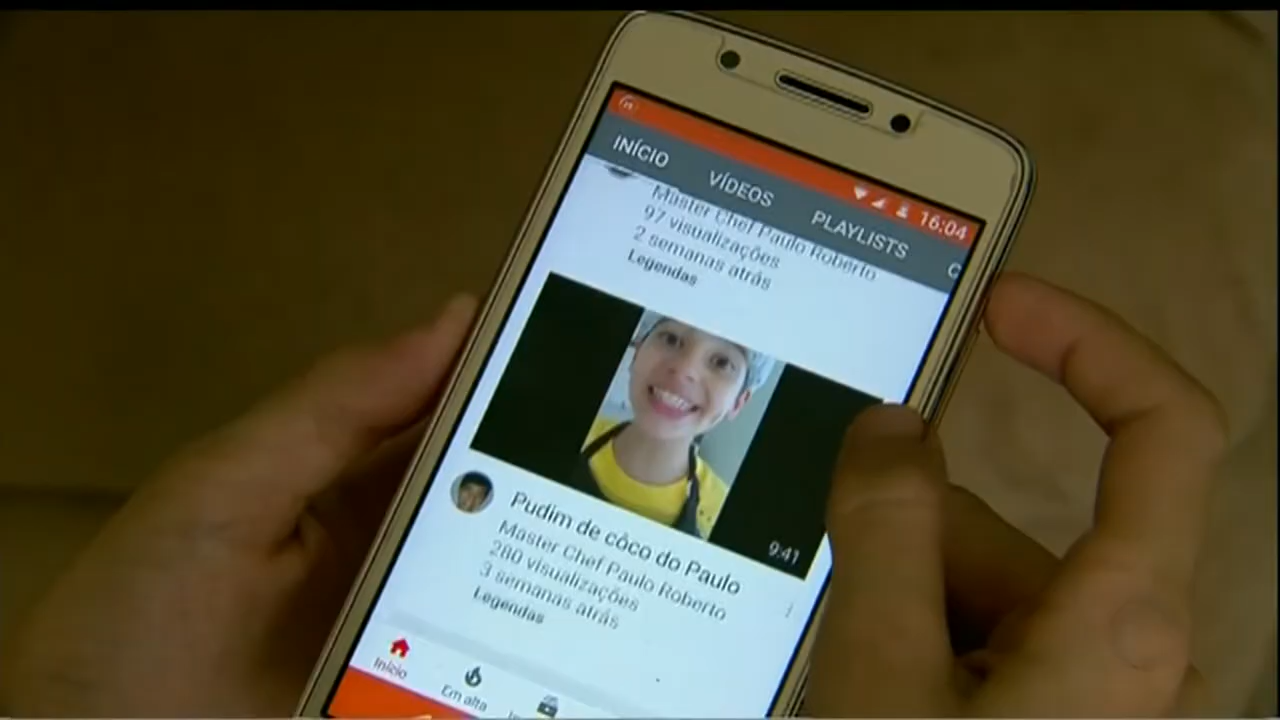 16:04
INÍCIO VÍDEOS PLAYLISTS C
Master Chef Paulo Roberto
97 visualizações
2 semanas atrás
Legendas
9:41
Pudim de côco do Paulo
Master Chef Paulo Roberto
280 visualizações
3 semanas atrás
Legendas
Início Em alta